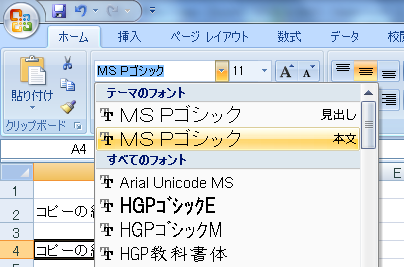 ホーム 挿入 ページ レイアウト 数式 データ
MS Pゴシック 11 A A
貼り付け
クリップボード
テーマのフォント
MS Pゴシック 見出し
MS Pゴシック 本文
すべてのフォント
Arial Unicode MS
HGPゴシックE
HGPゴシックM
HGP教科書体
A4
E
1
2 コピーの
3
4 コピーの